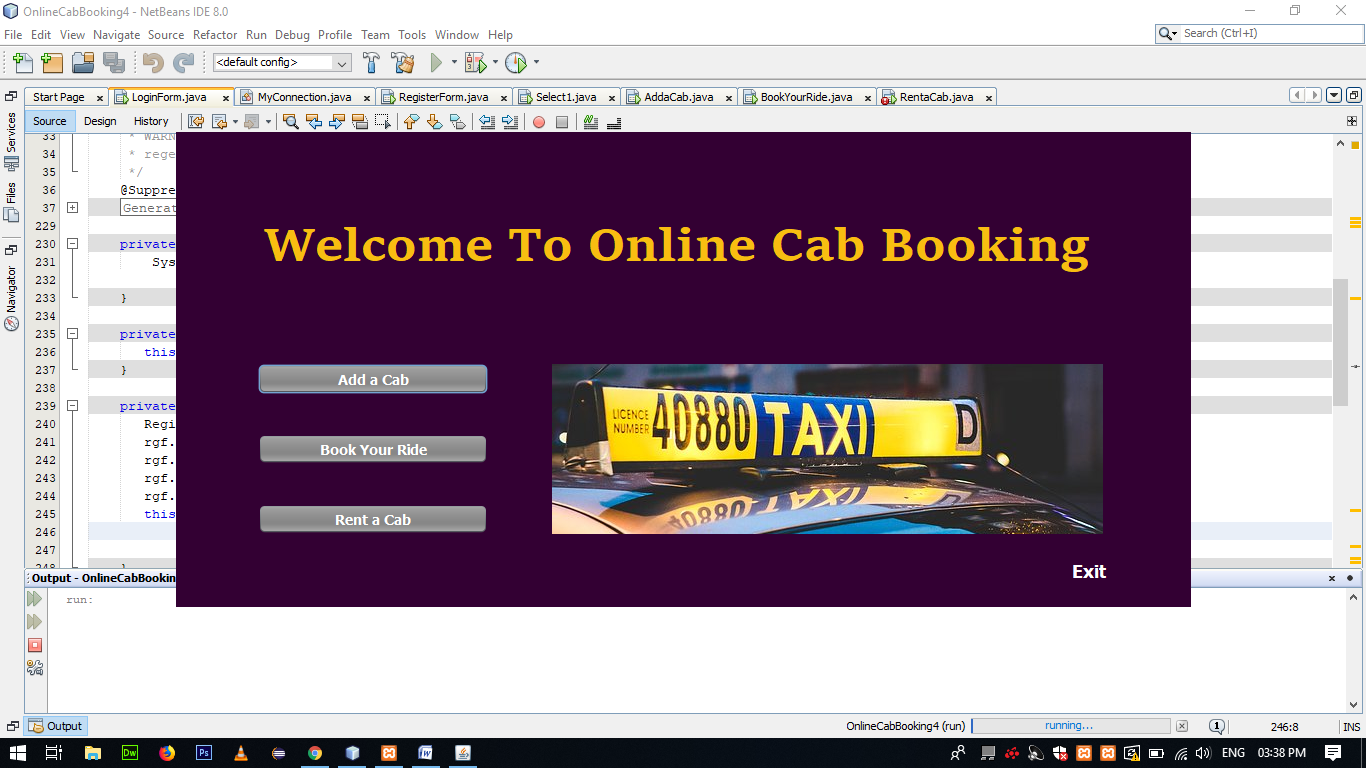 OnlineCabBooking4 - NetBeans IDE 8.0
File Edit View Navigate Source Refactor Run Debug Profile Team Tools Window Help
Search (Ctrl+I)
<default config>
Start Page LoginForm.java MyConnection.java RegisterForm.java Select1.java AddaCab.java BookYourRide.java RentaCab.java
Source Design History
Services
Files
Navigator
33 * WARN
34 * rege
35 */
36 @Suppre
37 Generat
229
230 private
231 Sys
232
233 }
234
235 private
236 this
237 }
238
239 private
240 Regi
241 rgf.
242 rgf.
243 rgf.
244 rgf.
245 this
246
247
248 }
Welcome To Online Cab Booking
Add a Cab
Book Your Ride
Rent a Cab
LICENCE
NUMBER
40880 TAXI D
Exit
Output - OnlineCabBookin
run:
Output
OnlineCabBooking4 (run) running... 1 246:8 INS
Dw Ps ENG 03:38 PM